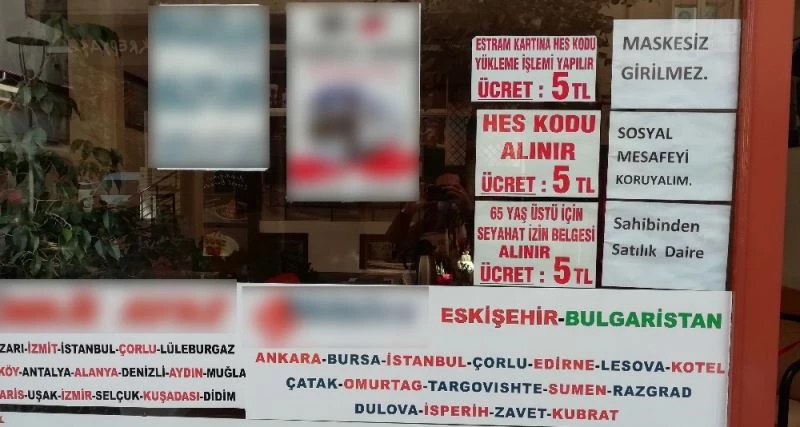 ESTRAM KARTINA HES KODU
YÜKLEME İŞLEMİ YAPILIR
ÜCRET : 5 TL
HES KODU
ALINIR
ÜCRET : 5 TL
65 YAŞ ÜSTÜ İÇİN
SEYAHAT İZİN BELGESİ
ALINIR
ÜCRET : 5 TL
MASKESİZ
GİRİLMEZ.
SOSYAL
MESAFEYİ
KORUYALIM.
Sahibinden
Satılık Daire
ZARI-İZMİT-İSTANBUL-ÇORLU-LÜLEBURGAZ
KÖY-ANTALYA-ALANYA-DENİZLİ-AYDIN-MUĞLA
ARİS-UŞAK-İZMİR-SELÇUK-KUŞADASI-DİDİM
ESKİŞEHİR-BULGARİSTAN
ANKARA-BURSA-İSTANBUL-ÇORLU-EDİRNE-LESOVA-KOTEL
ÇATAK-OMURTAG-TARGOVISHTE-SUMEN-RAZGRAD
DULOVA-İSPERİH-ZAVET-KUBRAT